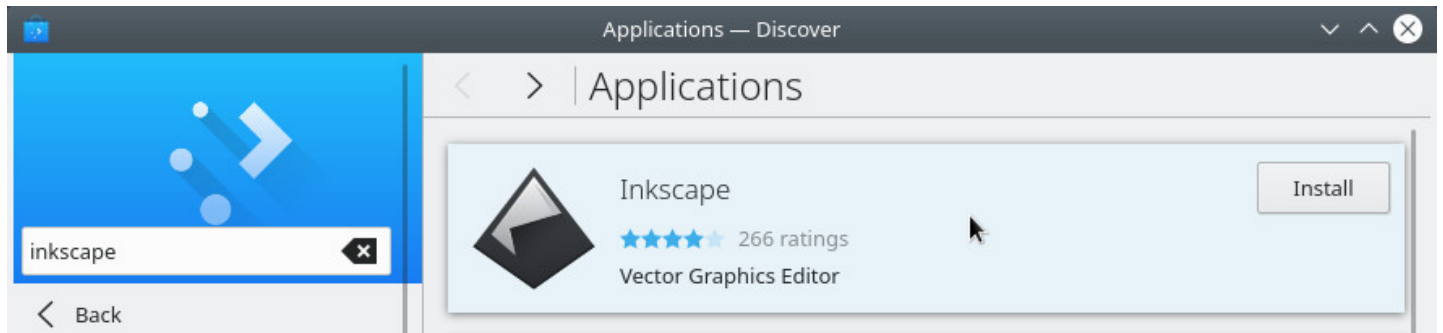 Applications — Discover
inkscape
Back
Applications
Inkscape
266 ratings
Vector Graphics Editor
Install